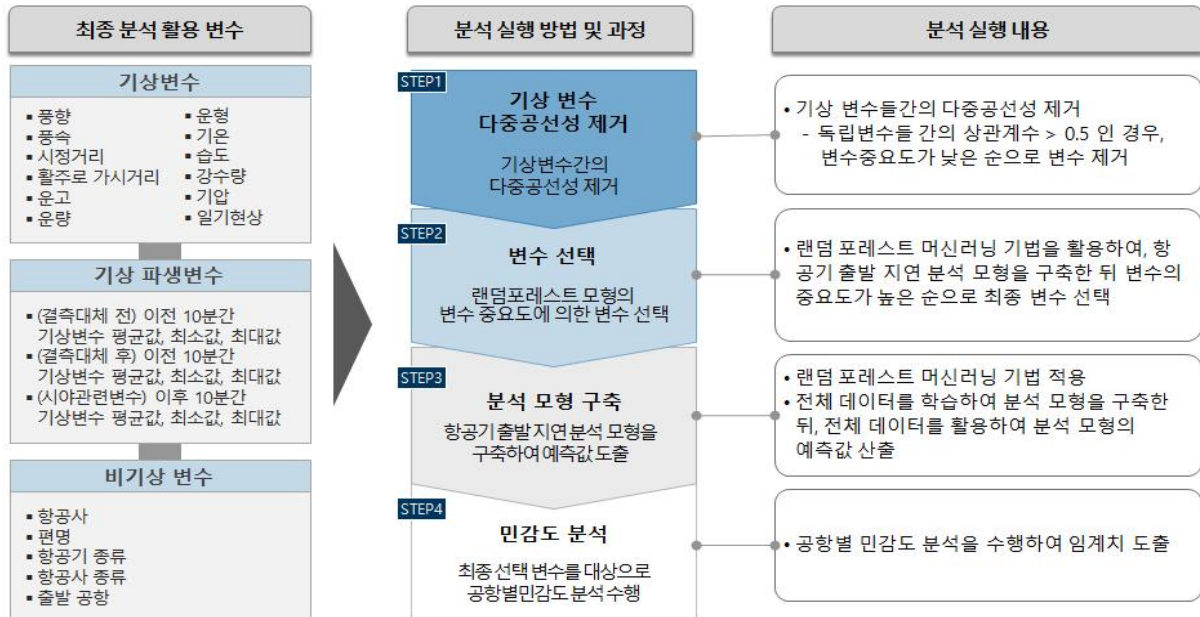 최종 분석 활용 변수
기상변수
▪ 풍향
▪ 풍속
▪ 시정거리
▪ 활주로 가시거리
▪ 운고
▪ 운량
▪ 운형
▪ 기온
▪ 습도
▪ 강수량
▪ 기압
▪ 일기현상
기상 파생변수
▪ (결측대체 전) 이전 10분간
기상변수 평균값, 최소값, 최대값
▪ (결측대체 후) 이전 10분간
기상변수 평균값, 최소값, 최대값
▪ (시야관련변수) 이후 10분간
기상변수 평균값, 최소값, 최대값
비기상 변수
▪ 항공사
▪ 편명
▪ 항공기 종류
▪ 항공사 종류
▪ 출발 공항
분석 실행 방법 및 과정
STEP1
기상 변수
다중공선성 제거
기상변수간의
다중공선성 제거
STEP2
변수 선택
랜덤포레스트 모형의
변수 중요도에 의한 변수 선택
STEP3
분석 모형 구축
항공기 출발 지연 분석 모형을
구축하여 예측값 도출
STEP4
민감도 분석
최종 선택 변수를 대상으로
공항별민감도 분석 수행
분석 실행 내용
• 기상 변수들간의 다중공선성 제거
- 독립변수들 간의 상관계수 > 0.5 인 경우,
변수중요도가 낮은 순으로 변수 제거
• 랜덤 포레스트 머신러닝 기법을 활용하여, 항
공기 출발 지연 분석 모형을 구축한 뒤 변수의
중요도가 높은 순으로 최종 변수 선택
• 랜덤 포레스트 머신러닝 기법 적용
• 전체 데이터를 학습하여 분석 모형을 구축한
뒤, 전체 데이터를 활용하여 분석 모형의
예측값 산출
• 공항별 민감도 분석을 수행하여 임계치 도출